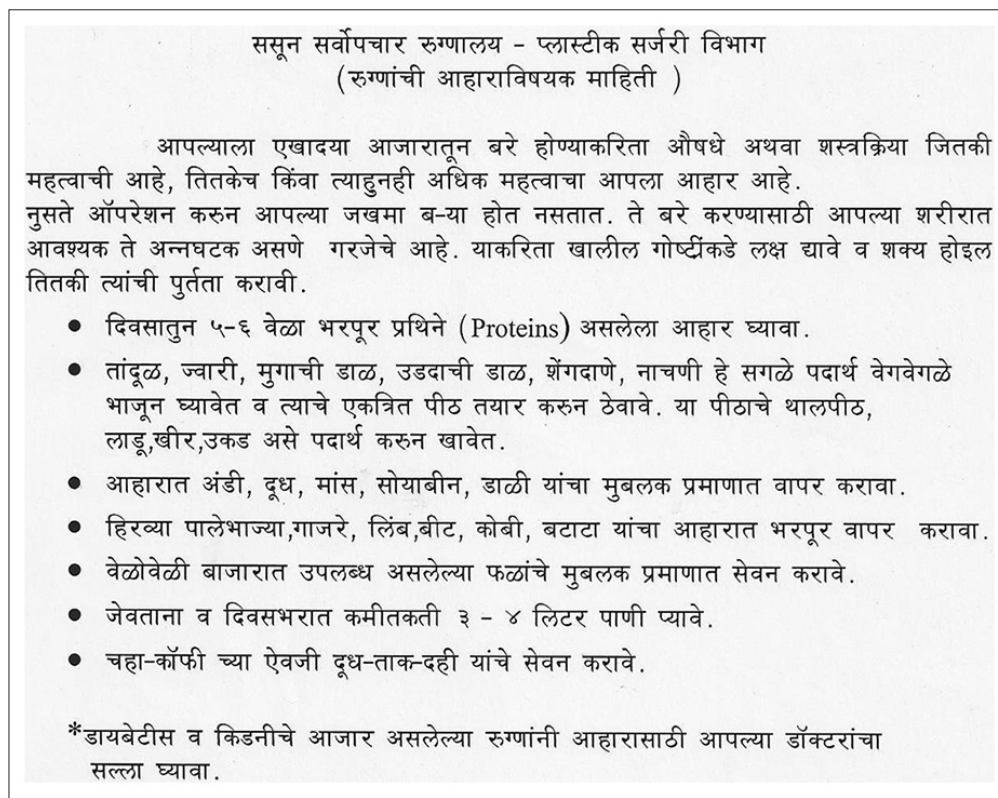 ससून सर्वोपचार रुग्णालय - प्लास्टीक सर्जरी विभाग
(रुग्णांची आहाराविषयक माहिती )
आपल्याला एखादया आजारातून बरे होण्याकरिता औषधे अथवा शस्त्रक्रिया जितकी
महत्वाची आहे, तितकेच किंवा त्याहुनही अधिक महत्वाचा आपला आहार आहे.
नुसते ऑपरेशन करुन आपल्या जखमा ब-या होत नसतात. ते बरे करण्यासाठी आपल्या शरीरात
आवश्यक ते अन्नघटक असणे गरजेचे आहे. याकरिता खालील गोष्टींकडे लक्ष द्यावे व शक्य होइल
तितकी त्यांची पुर्तता करावी.
• दिवसातुन ५-६ वेळा भरपूर प्रथिने (Proteins) असलेला आहार घ्यावा.
• तांदूळ, ज्वारी, मुगाची डाळ, उडदाची डाळ, शेंगदाणे, नाचणी हे सगळे पदार्थ वेगवेगळे
भाजून घ्यावेत व त्याचे एकत्रित पीठ तयार करुन ठेवावे. या पीठाचे थालपीठ,
लाडू,खीर,उकड असे पदार्थ करुन खावेत.
• आहारात अंडी, दूध, मांस, सोयाबीन, डाळी यांचा मुबलक प्रमाणात वापर करावा.
• हिरव्या पालेभाज्या,गाजरे, लिंब,बीट, कोबी, बटाटा यांचा आहारात भरपूर वापर करावा.
• वेळोवेळी बाजारात उपलब्ध असलेल्या फळांचे मुबलक प्रमाणात सेवन करावे.
• जेवताना व दिवसभरात कमीतकती ३ - ४ लिटर पाणी प्यावे.
• चहा-कॉफी च्या ऐवजी दूध-ताक-दही यांचे सेवन करावे.
*डायबेटीस व किडनीचे आजार असलेल्या रुग्णांनी आहारासाठी आपल्या डॉक्टरांचा
सल्ला घ्यावा.